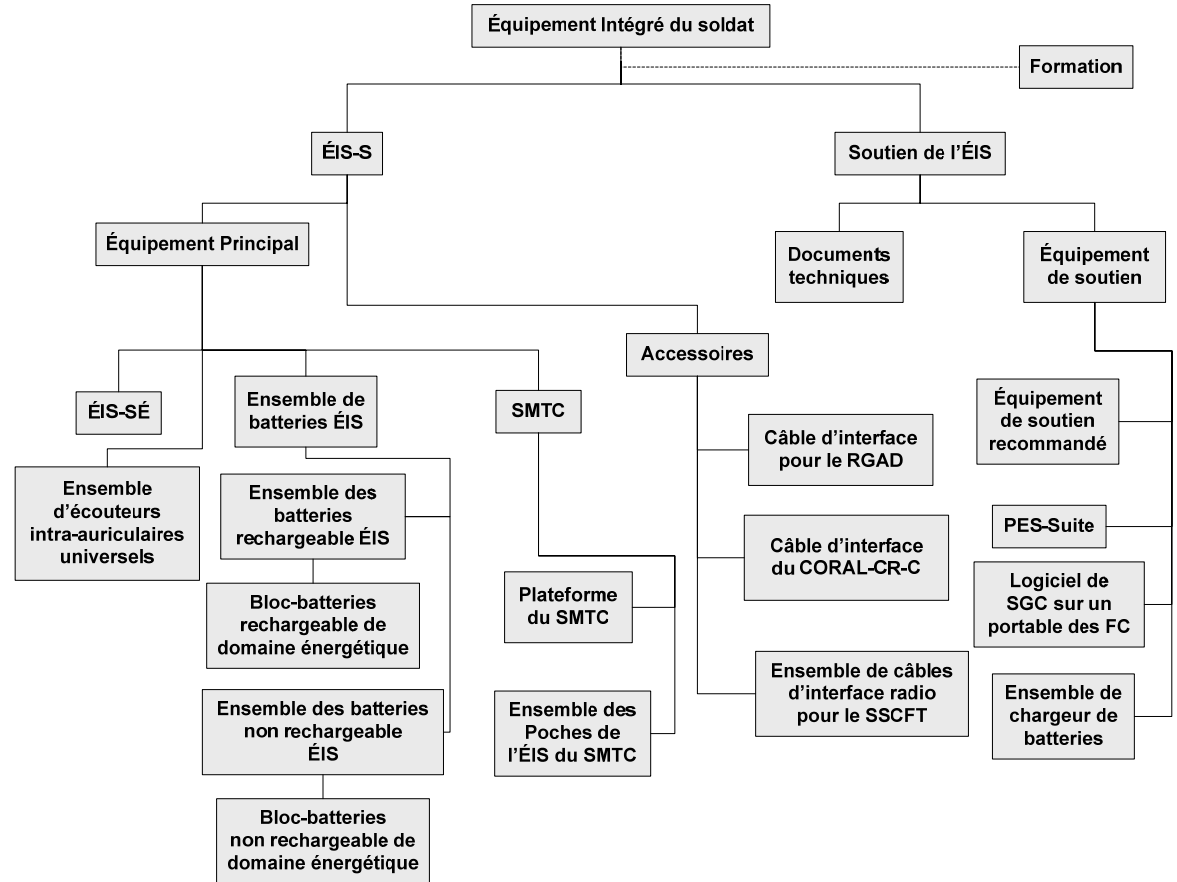 Équipement Intégré du soldat
Formation
ÉIS-S
Soutien de l'ÉIS
Équipement Principal
Documents
techniques
Équipement
de soutien
Accessoires
ÉIS-SÉ
Ensemble de
batteries ÉIS
SMTC
Équipement
de soutien
recommandé
Câble d'interface
pour le RGAD
Ensemble
d'écouteurs
intra-auriculaires
universels
Ensemble des
batteries
rechargeable ÉIS
PES-Suite
Câble d'interface
du CORAL-CR-C
Bloc-batteries
rechargeable de
domaine énergétique
Plateforme
du SMTC
Logiciel de
SGC sur un
portable des FC
Ensemble de câbles
d'interface radio
pour le SSCFT
Ensemble des batteries
non rechargeable
ÉIS
Ensemble des
Poches de
l'ÉIS du SMTC
Ensemble de
chargeur de
batteries
Bloc-batteries
non rechargeable de
domaine énergétique